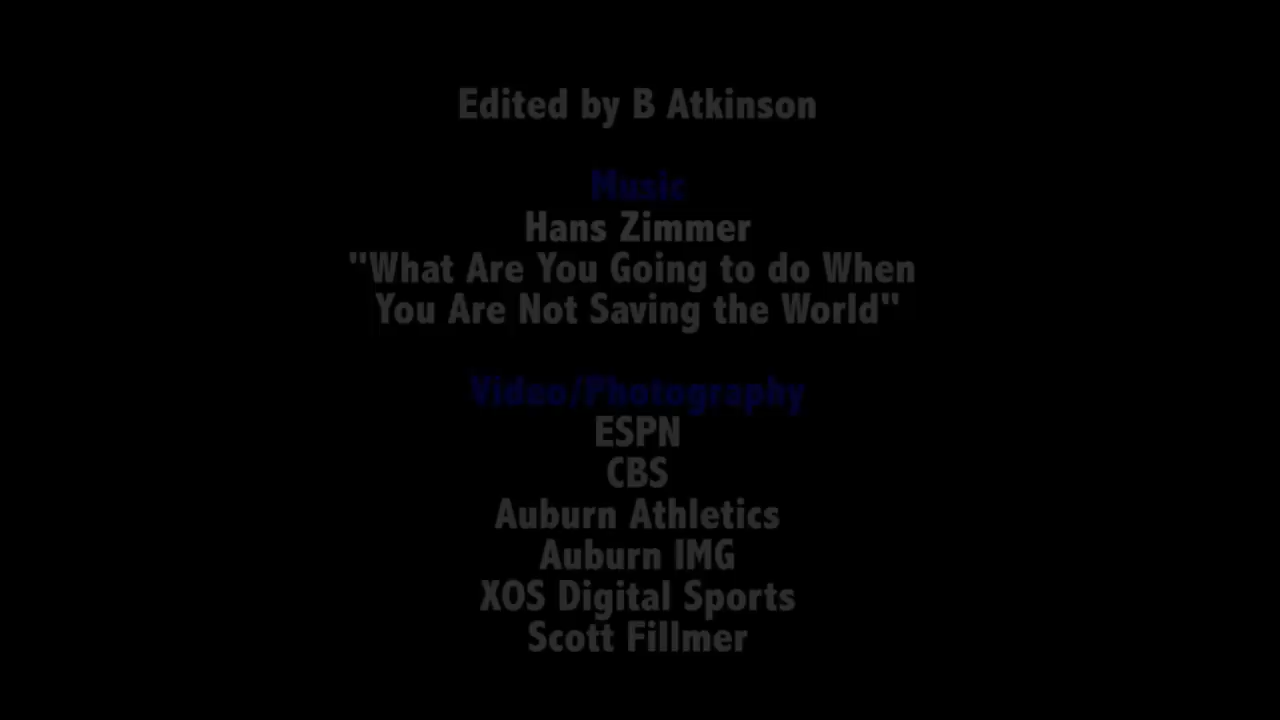 Edited by B Atkinson
Music
Hans Zimmer
"What Are You Going to do When
You Are Not Saving the World"
Video/Photography
ESPN
CBS
Auburn Athletics
Auburn IMG
XOS Digital Sports
Scott Fillmer